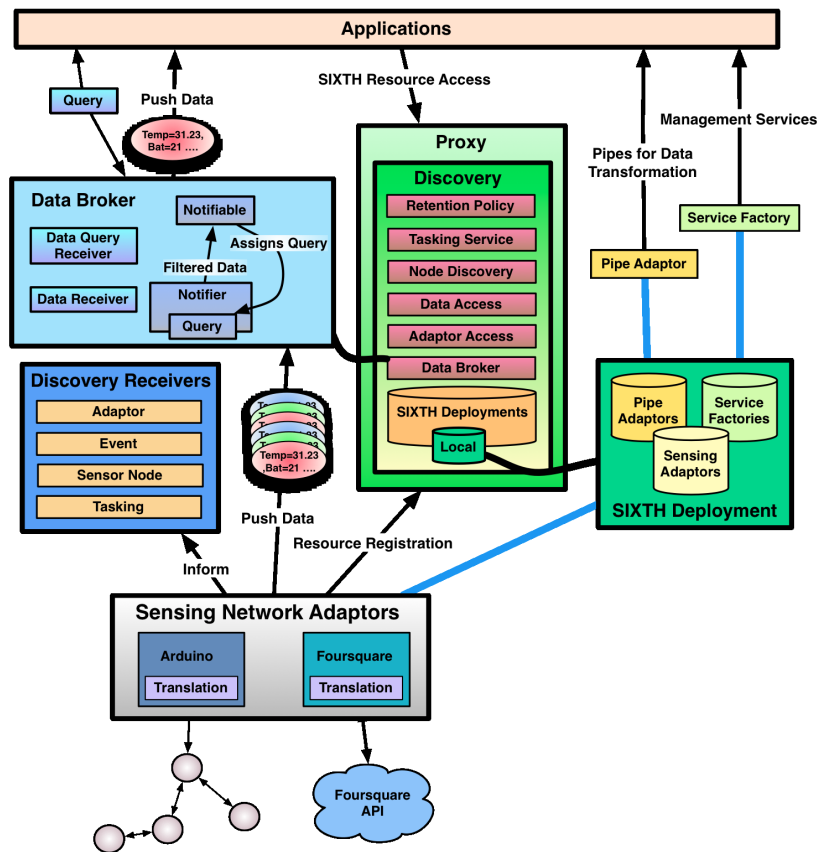 Applications
SIXTH Resource Access
Query
Push Data
Management Services
Temp=31.23,
Bat=21 ....
Proxy
Pipes for Data
Transformation
Discovery
Data Broker
Notifiable
Retention Policy
Service Factory
Data Query
Receiver
Assigns Query
Tasking Service
Filtered Data
Node Discovery
Pipe Adaptor
Data Receiver
Notifier
Data Access
Query
Adaptor Access
Data Broker
Discovery Receivers
Adaptor
Event
Sensor Node
Tasking
Temp=31.23
,Bat=21 ....
SIXTH Deployments
Local
Pipe
Adaptors
Service
Factories
Sensing
Adaptors
SIXTH Deployment
Push Data
Resource Registration
Inform
Sensing Network Adaptors
Arduino
Translation
Foursquare
Translation
Foursquare
API